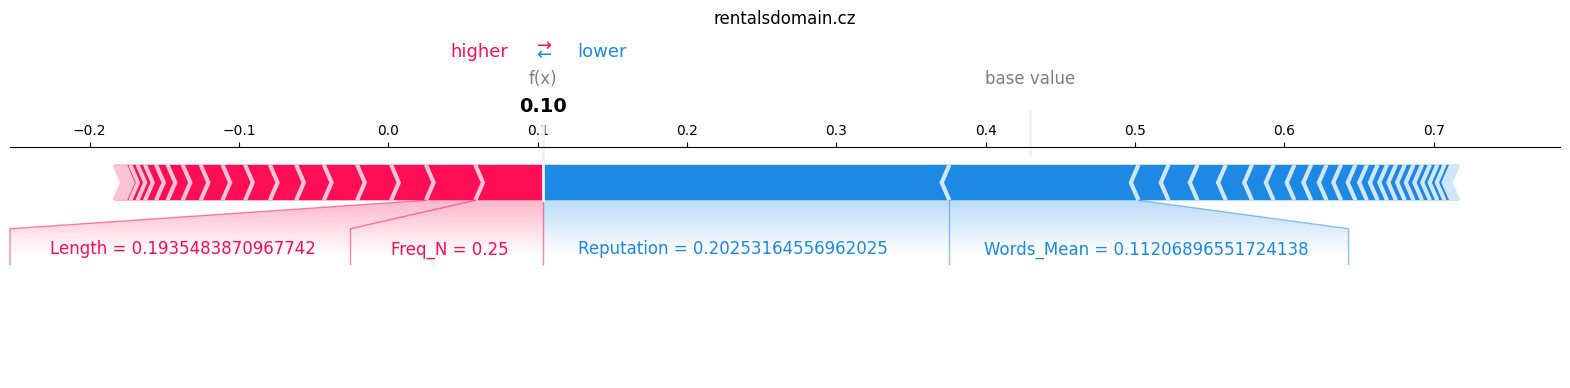 rentalsdomain.cz
higher ⇄ lower
f(x) base value
0.10
−0.2 −0.1 0.0 0.1 0.2 0.3 0.4 0.5 0.6 0.7
Length = 0.1935483870967742 Freq_N = 0.25 Reputation = 0.20253164556962025 Words_Mean = 0.11206896551724138